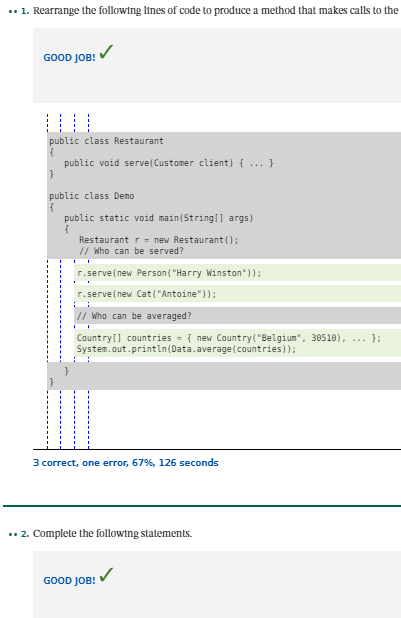 •• 1. Rearrange the following lines of code to produce a method that makes calls to the
GOOD JOB! ✓
public class Restaurant
{
   public void serve(Customer client) { ... }
}
public class Demo
{
   public static void main(String[] args)
   {
      Restaurant r = new Restaurant();
      // Who can be served?
r.serve(new Person("Harry Winston"));
r.serve(new Cat("Antoine"));
// Who can be averaged?
Country[] countries = { new Country("Belgium", 30510), ... };
System.out.println(Data.average(countries));
   }
}
3 correct, one error, 67%, 126 seconds
•• 2. Complete the following statements.
GOOD JOB! ✓